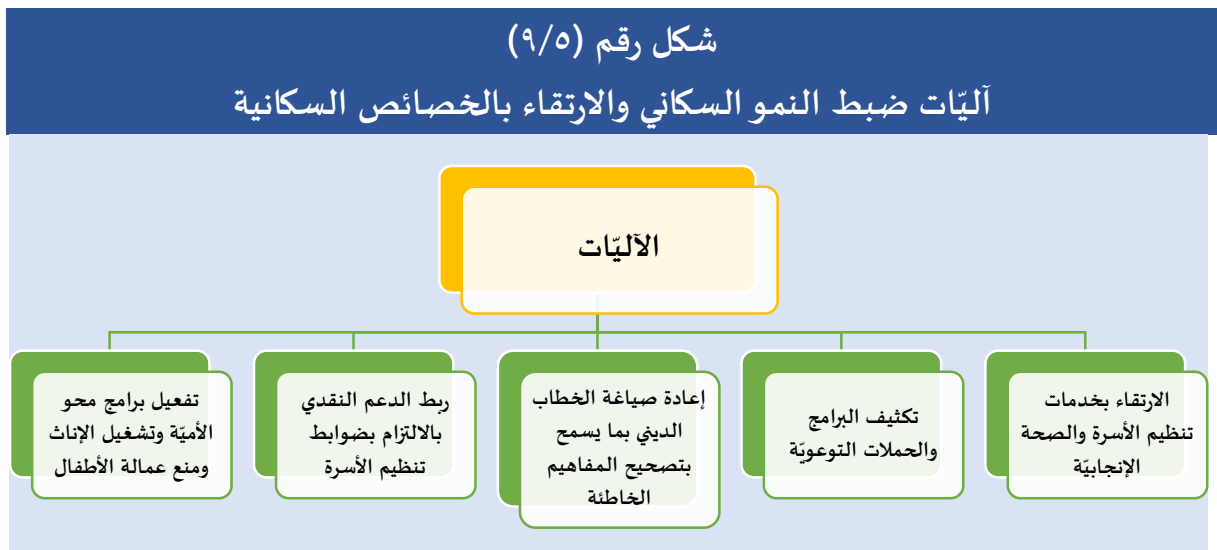 شكل رقم (٩/٥)
آليّات ضبط النمو السكاني والارتقاء بالخصائص السكانية
الآليّات
الارتقاء بخدمات
تنظيم الأسرة والصحة
الإنجابيّة
تكثيف البرامج
والحملات التوعويّة
إعادة صياغة الخطاب
الديني بما يسمح
بتصحيح المفاهيم
الخاطئة
ربط الدعم النقدي
بالالتزام بضوابط
تنظيم الأسرة
تفعيل برامج محو
الأميّة وتشغيل الإناث
ومنع عمالة الأطفال